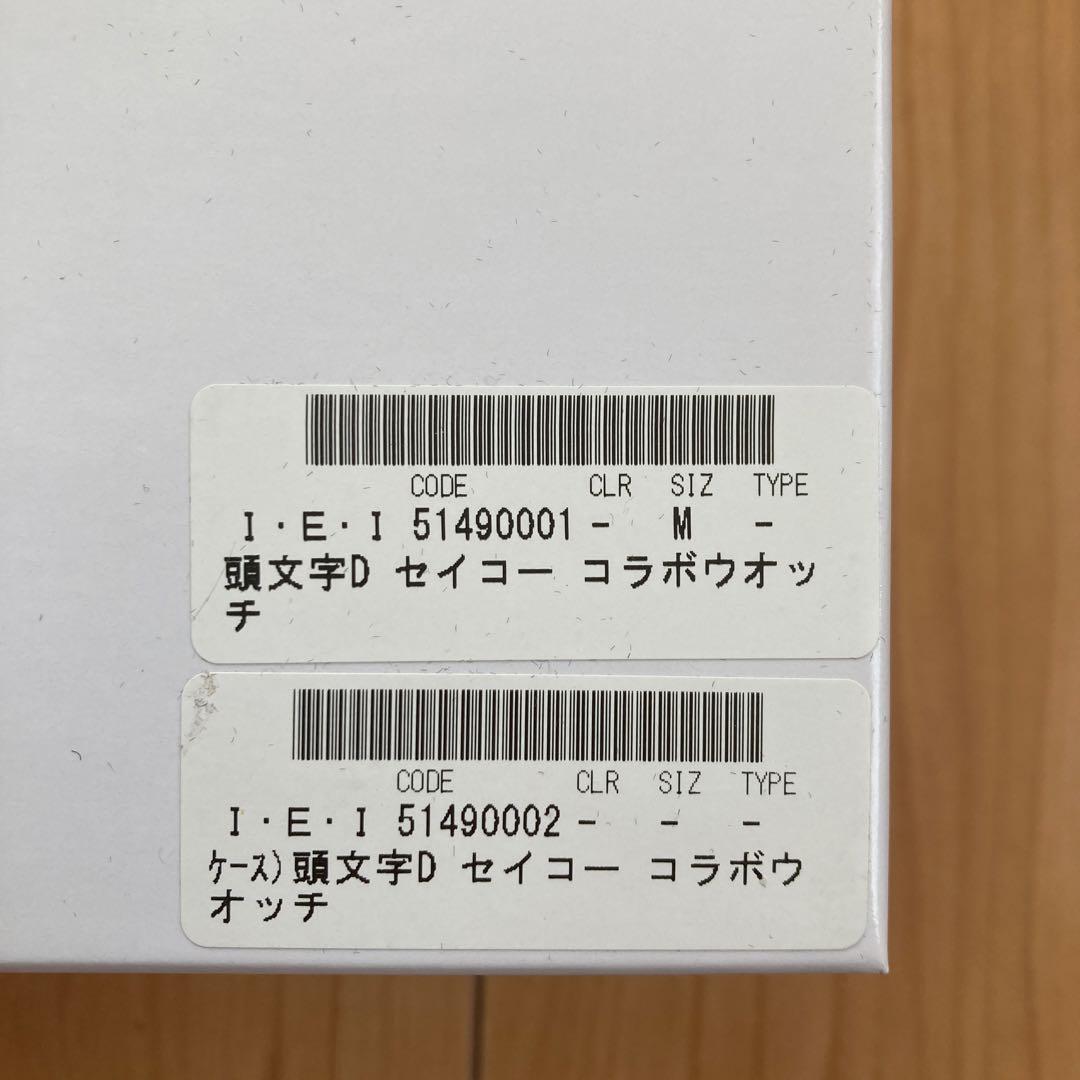 CODE CLR SIZ TYPE
I・E・I 51490001 - M -
頭文字D セイコー コラボウオッ
チ
CODE CLR SIZ TYPE
I・E・I 51490002 - - -
ｹｰｽ)頭文字D セイコー コラボウ
オッチ